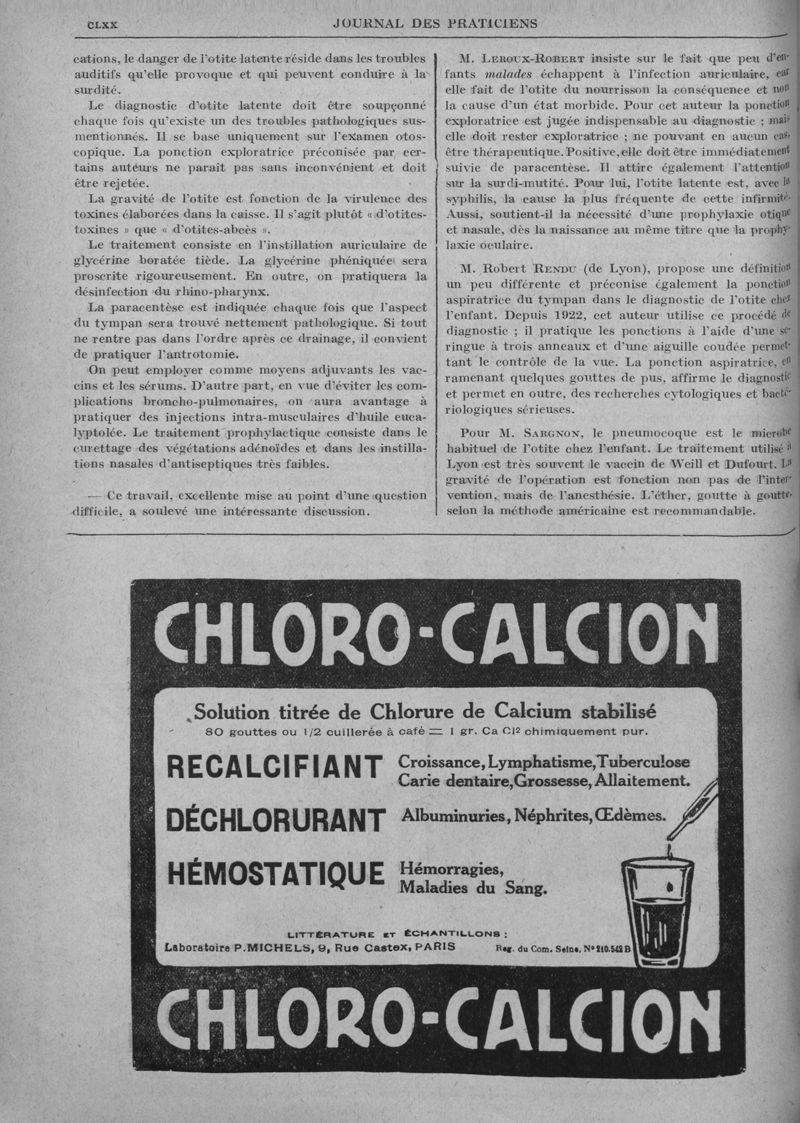 CLXX
JOURNAL DES PRATICIENS
cations, le danger de l'otite latente réside dans les troubles
auditifs qu'elle provoque et qui peuvent conduire à la
surdité.
Le diagnostic d'otite latente doit être soupçonné
chaque fois qu'existe un des troubles pathologiques sus-
mentionnés. Il se base uniquement sur l'examen otos-
copique. La ponction exploratrice préconisée par cer-
tains auteurs ne parait pas sans inconvénient et doit
être rejetée.
La gravité de l'otite est fonction de la virulence des
toxines élaborées dans la caisse. Il s'agit plutôt « d'otites-
toxines » que « d'otites-abcès ».
Le traitement consiste en l'instillation auriculaire de
glycérine boratée tiède. La glycérine phéniquée sera
proscrite rigoureusement. En outre, on pratiquera la
désinfection du rhino-pharynx.
La paracentèse est indiquée chaque fois que l'aspect
du tympan sera trouvé nettement pathologique. Si tout
ne rentre pas dans l'ordre après ce drainage, il convient
de pratiquer l'antrotomie.
On peut employer comme moyens adjuvants les vac-
cins et les sérums. D'autre part, en vue d'éviter les com-
plications broncho-pulmonaires, on aura avantage à
pratiquer des injections intra-musculaires d'huile euca-
lyptolée. Le traitement prophylactique consiste dans le
curettage des végétations adénoïdes et dans les instilla-
tions nasales d'antiseptiques très faibles.
— Ce travail, excellente mise au point d'une question
difficile, a soulevé une intéressante discussion.
M. LEROUX-ROBERT insiste sur le fait que peu d'en-
fants malades échappent à l'infection auriculaire, car
elle fait de l'otite du nourrisson la conséquence et non
la cause d'un état morbide. Pour cet auteur la ponction
exploratrice est jugée indispensable au diagnostic ; mais
elle doit rester exploratrice ; ne pouvant en aucun cas,
être thérapeutique. Positive, elle doit être immédiatement
suivie de paracentèse. Il attire également l'attention
sur la surdi-mutité. Pour lui, l'otite latente est, avec la
syphilis, la cause la plus fréquente de cette infirmité.
Aussi, soutient-il la nécessité d'une prophylaxie otique
et nasale, dès la naissance au même titre que la prophy-
laxie oculaire.
M. Robert RENDU (de Lyon), propose une définition
un peu différente et préconise également la ponction
aspiratrice du tympan dans le diagnostic de l'otite chez
l'enfant. Depuis 1922, cet auteur utilise ce procédé de
diagnostic ; il pratique les ponctions à l'aide d'une se-
ringue à trois anneaux et d'une aiguille coudée permet-
tant le contrôle de la vue. La ponction aspiratrice, en
ramenant quelques gouttes de pus, affirme le diagnostic
et permet en outre, des recherches cytologiques et bacté-
riologiques sérieuses.
Pour M. SARGNON, le pneumocoque est le microbe
habituel de l'otite chez l'enfant. Le traitement utilisé à
Lyon est très souvent le vaccin de Weill et Dufourt. La
gravité de l'opération est fonction non pas de l'inter-
vention, mais de l'anesthésie. L'éther, goutte à goutte,
selon la méthode américaine est recommandable.
CHLORO-CALCION
Solution titrée de Chlorure de Calcium stabilisé
80 gouttes ou 1/2 cuillerée à café = 1 gr. Ca Cl² chimiquement pur.
RECALCIFIANT
Croissance, Lymphatisme, Tuberculose
Carie dentaire, Grossesse, Allaitement.
DÉCHLORURANT
Albuminuries, Néphrites, Œdèmes.
HÉMOSTATIQUE
Hémorragies,
Maladies du Sang.
LITTÉRATURE ET ÉCHANTILLONS :
Laboratoire P. MICHELS, 9, Rue Castex, PARIS
Reg. du Com. Seine, Nº 210.542 B
CHLORO-CALCION